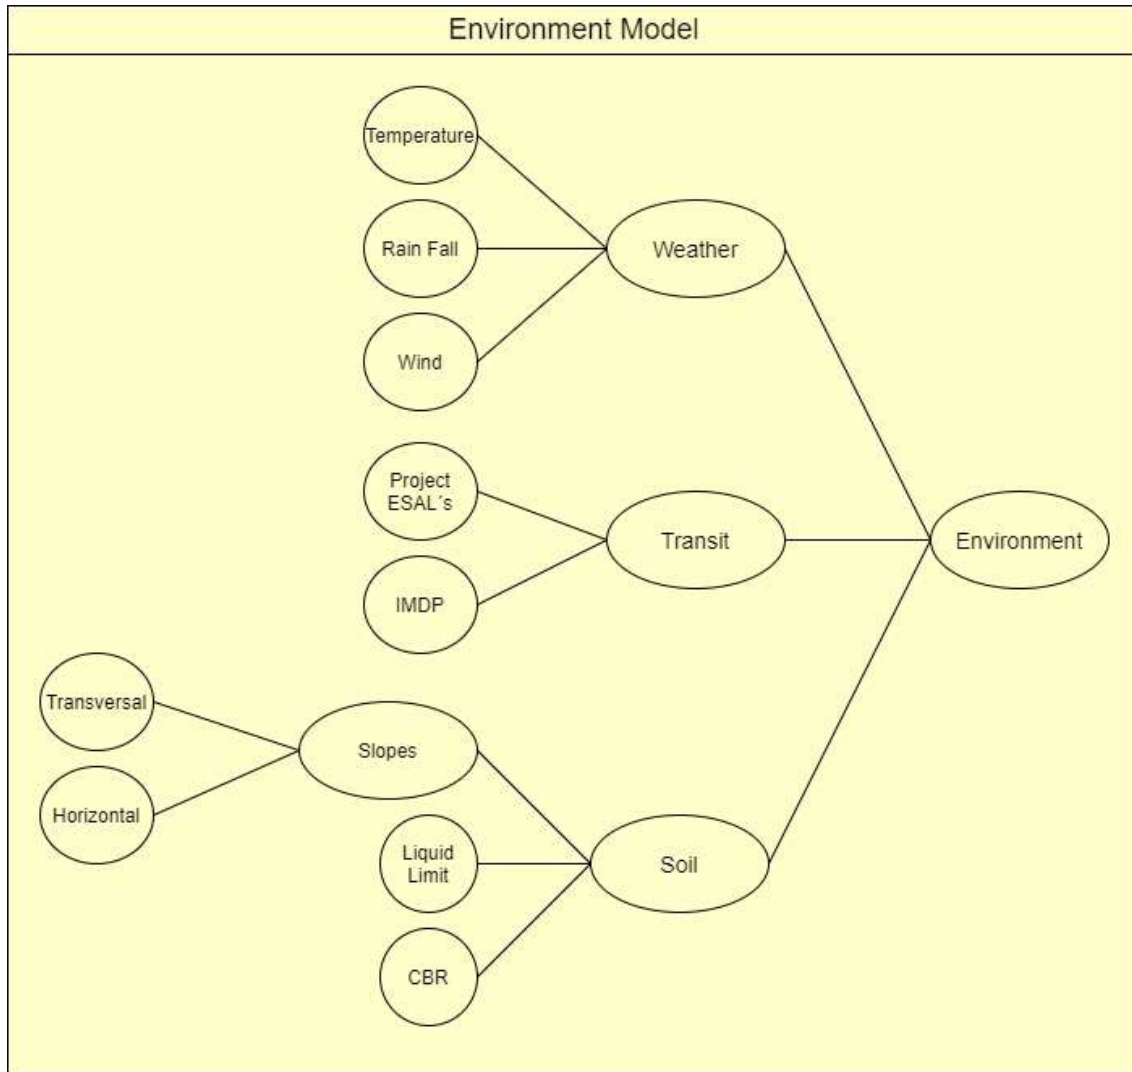 Environment Model
Temperature
Rain Fall
Weather
Wind
Project
ESAL´s
Transit
Environment
IMDP
Transversal
Slopes
Horizontal
Liquid
Limit
Soil
CBR